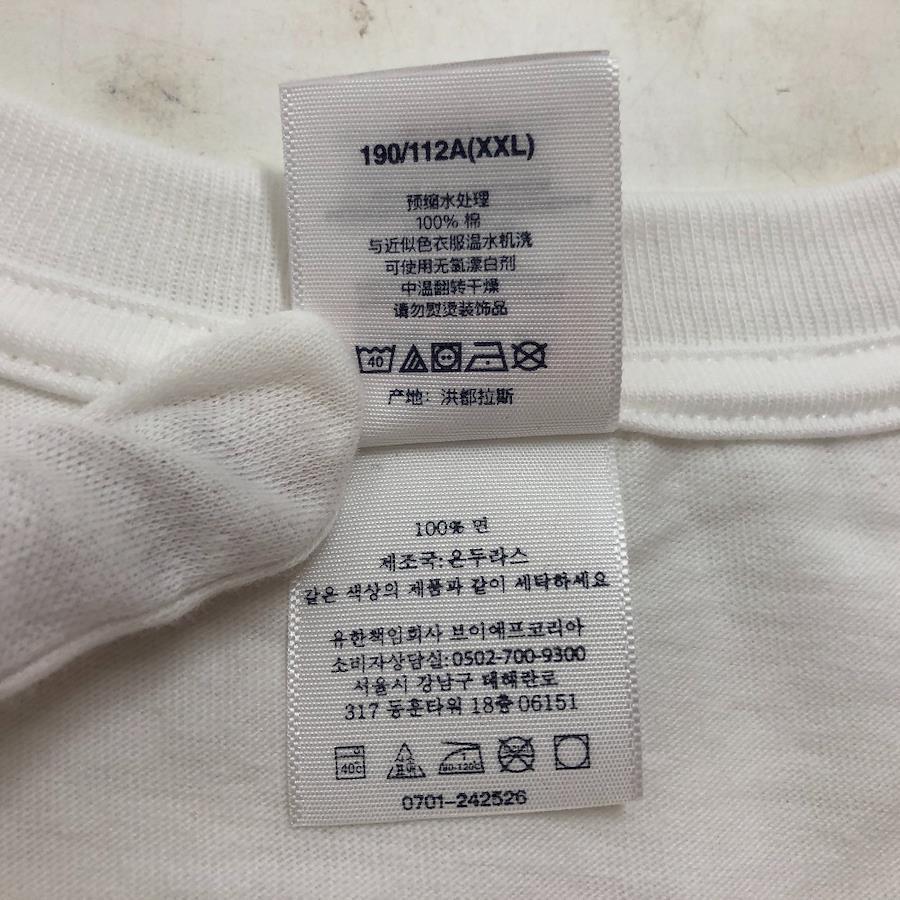 190/112A(XXL)
预缩水处理
100% 棉
与近似色衣服温水机洗
可使用无氯漂白剂
中温翻转干燥
请勿熨烫装饰品
40
产地: 洪都拉斯
100% 면
제조국: 온두라스
같은 색상의 제품과 같이 세탁하세요
유한책임회사 브이에프코리아
소비자상담실: 0502-700-9300
서울시 강남구 테헤란로
317 동훈타워 18층 06151
40℃ 산소 표백 80-120℃
0701-242526